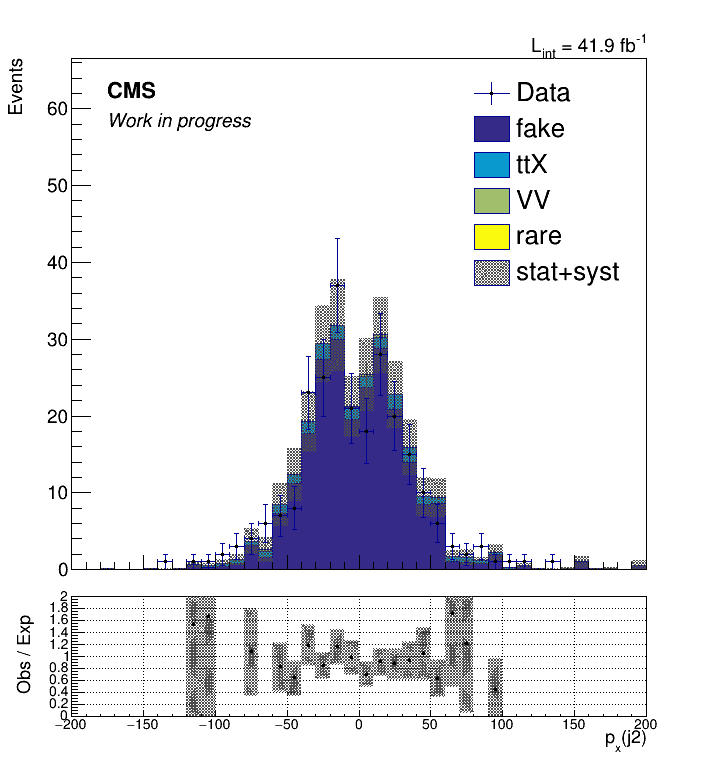 L_int = 41.9 fb^-1
Events
CMS
Work in progress
Data
fake
ttX
VV
rare
stat+syst
60
50
40
30
20
10
0
Obs / Exp
2
1.8
1.6
1.4
1.2
1
0.8
0.6
0.4
0.2
0
−200 −150 −100 −50 0 50 100 150 200
p_x(j2)